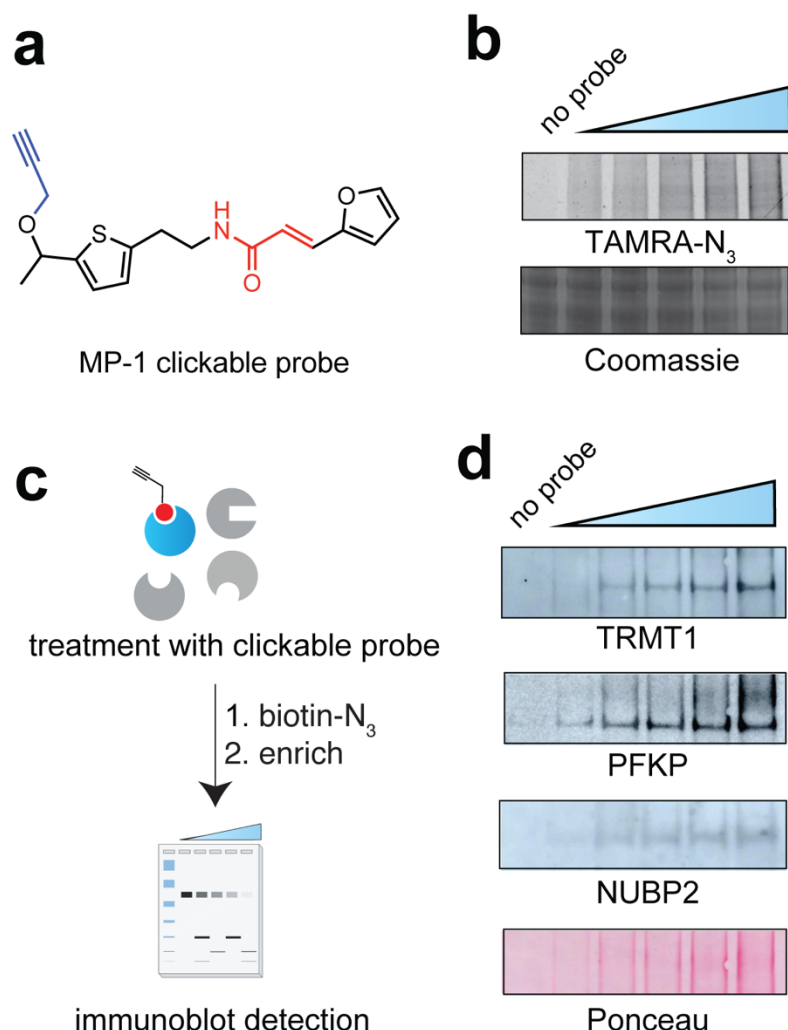 a
O
S
H
N
O
O
MP-1 clickable probe
b
no probe
TAMRA-N3
Coomassie
c
treatment with clickable probe
1. biotin-N3
2. enrich
immunoblot detection
d
no probe
TRMT1
PFKP
NUBP2
Ponceau